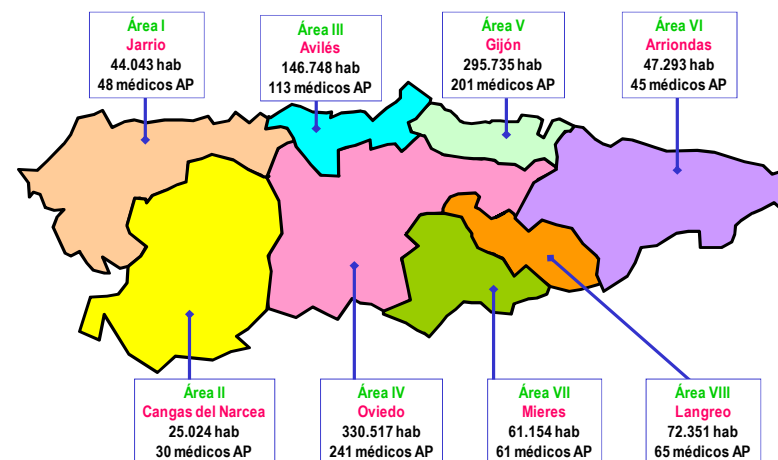 Área I
Jarrio
44.043 hab
48 médicos AP
Área III
Avilés
146.748 hab
113 médicos AP
Área V
Gijón
295.735 hab
201 médicos AP
Área VI
Arriondas
47.293 hab
45 médicos AP
Área II
Cangas del Narcea
25.024 hab
30 médicos AP
Área IV
Oviedo
330.517 hab
241 médicos AP
Área VII
Mieres
61.154 hab
61 médicos AP
Área VIII
Langreo
72.351 hab
65 médicos AP